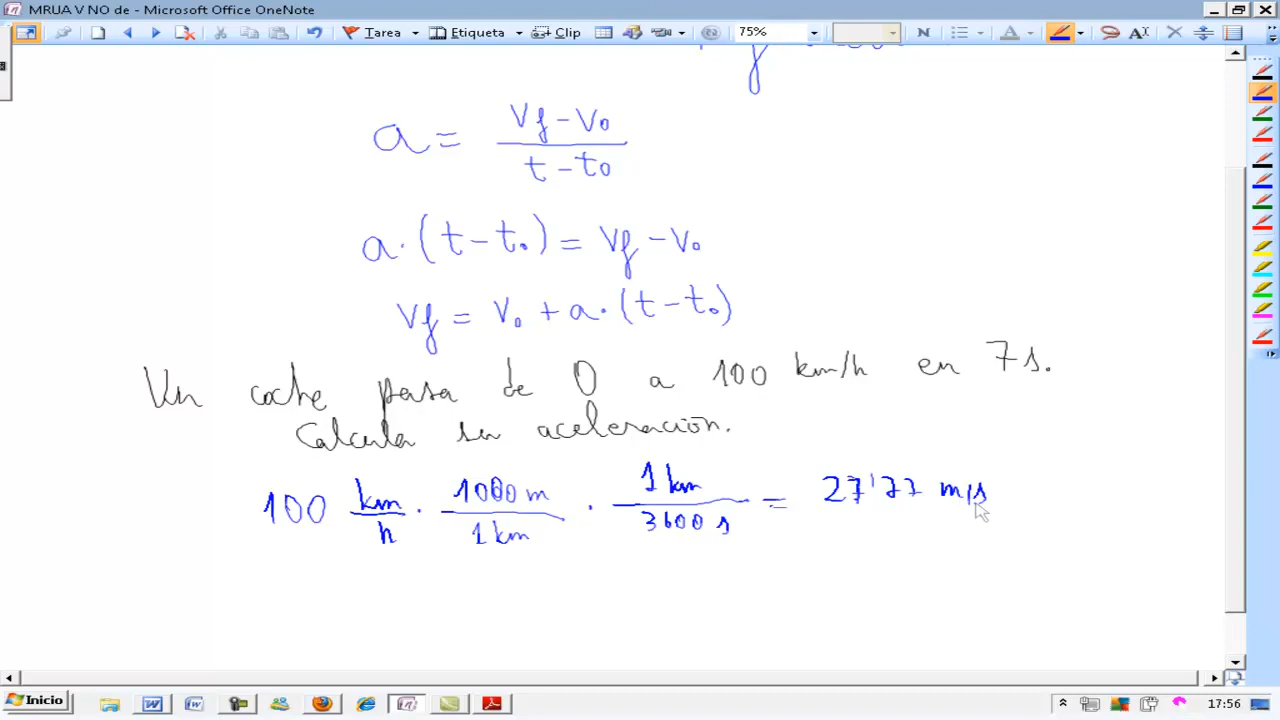 MRUA V NO de - Microsoft Office OneNote
Tarea Etiqueta Clip 75% N A
a = vf - v0 / t - t0
a·(t - t0) = vf - v0
vf = v0 + a·(t - t0)
Un coche pasa de 0 a 100 km/h en 7s.
Calcula su aceleración.
100 km/h · 1000 m/1 km · 1 km/3600 s = 27'77 m/s
Inicio 17:56